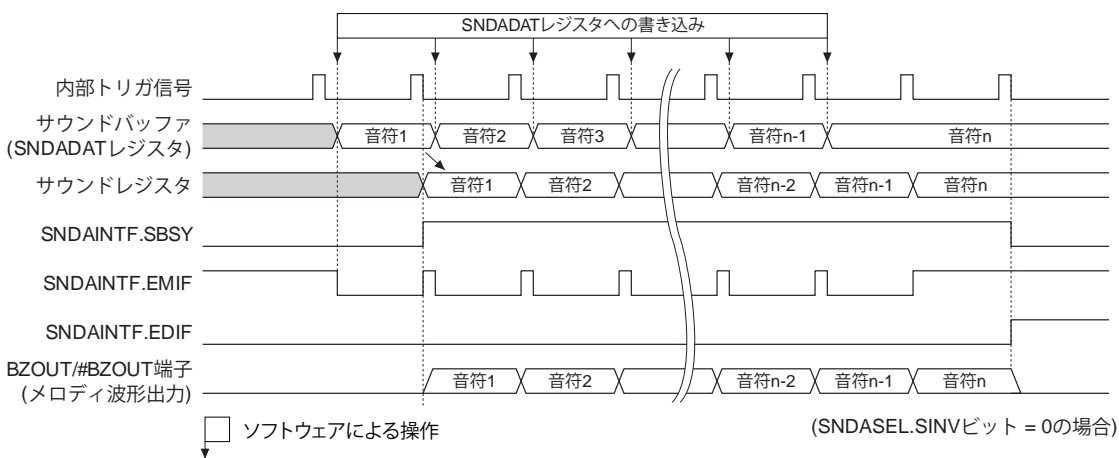 SNDADATレジスタへの書き込み
内部トリガ信号
サウンドバッファ
(SNDADATレジスタ)
音符1 音符2 音符3 音符n-1 音符n
サウンドレジスタ
音符1 音符2 音符n-2 音符n-1 音符n
SNDAINTF.SBSY
SNDAINTF.EMIF
SNDAINTF.EDIF
BZOUT/#BZOUT端子
(メロディ波形出力)
音符1 音符2 音符n-2 音符n-1 音符n
ソフトウェアによる操作
(SNDASEL.SINVビット = 0の場合)